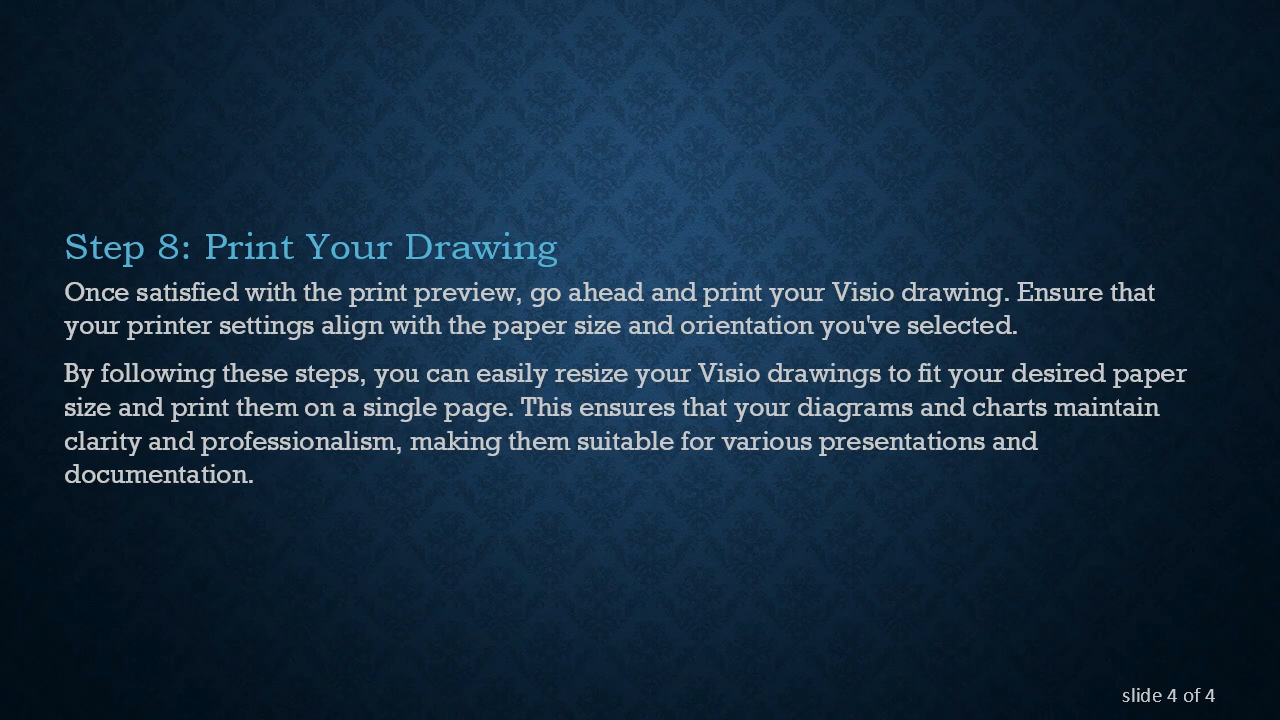 Step 8: Print Your Drawing
Once satisfied with the print preview, go ahead and print your Visio drawing. Ensure that
your printer settings align with the paper size and orientation you've selected.
By following these steps, you can easily resize your Visio drawings to fit your desired paper
size and print them on a single page. This ensures that your diagrams and charts maintain
clarity and professionalism, making them suitable for various presentations and
documentation.
slide 4 of 4